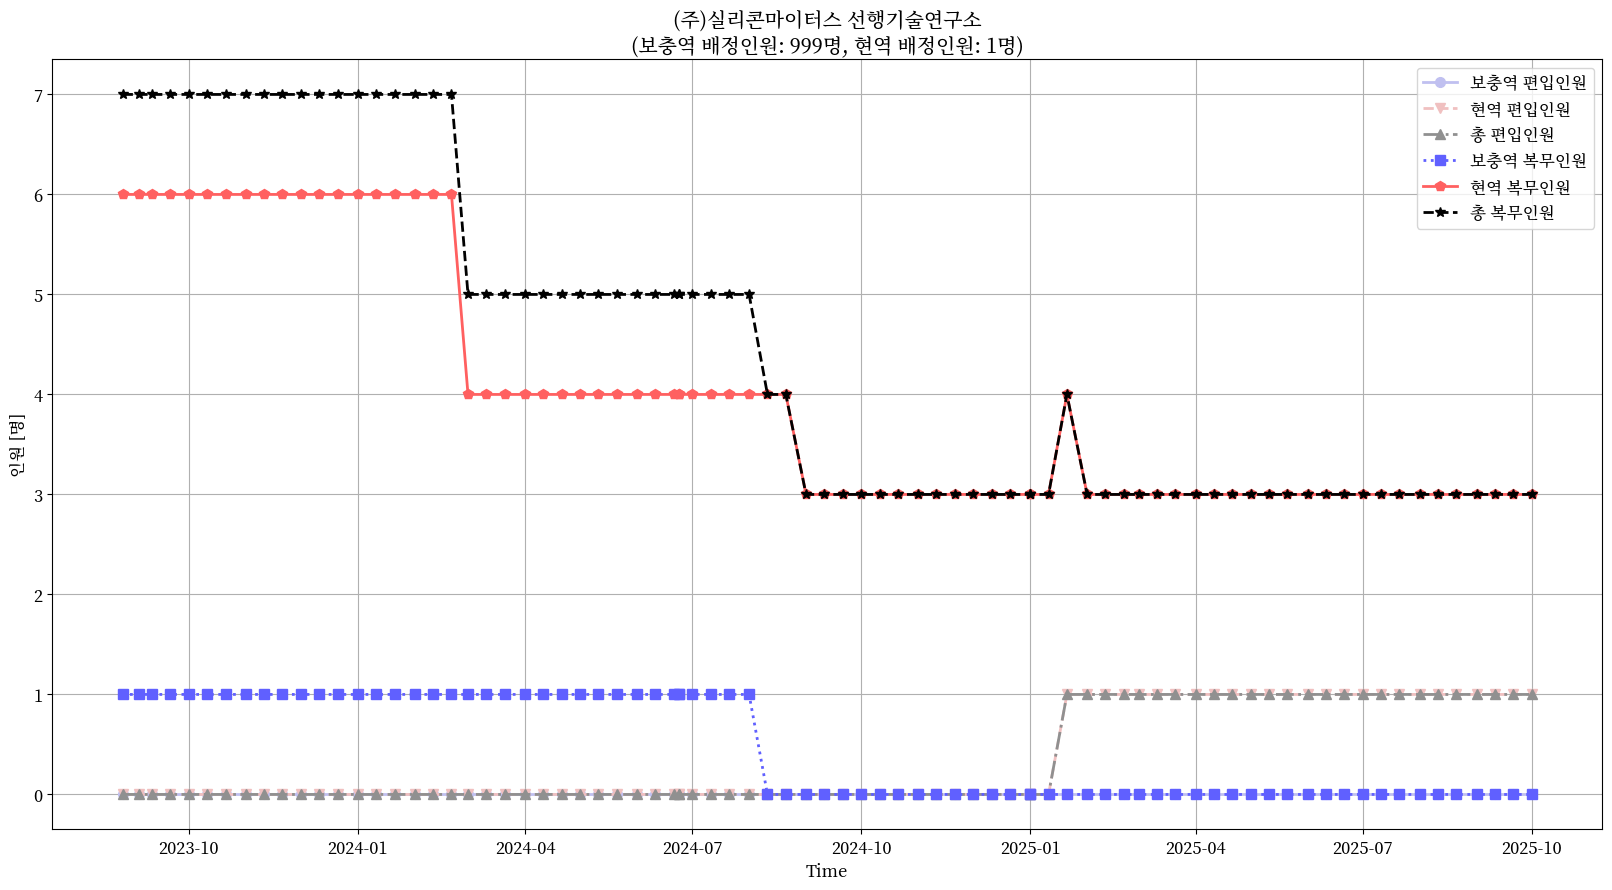 (주)실리콘마이터스 선행기술연구소
(보충역 배정인원: 999명, 현역 배정인원: 1명)
보충역 편입인원
현역 편입인원
총 편입인원
보충역 복무인원
현역 복무인원
총 복무인원
인원 [명]
7
6
5
4
3
2
1
0
2023-10
2024-01
2024-04
2024-07
2024-10
2025-01
2025-04
2025-07
2025-10
Time